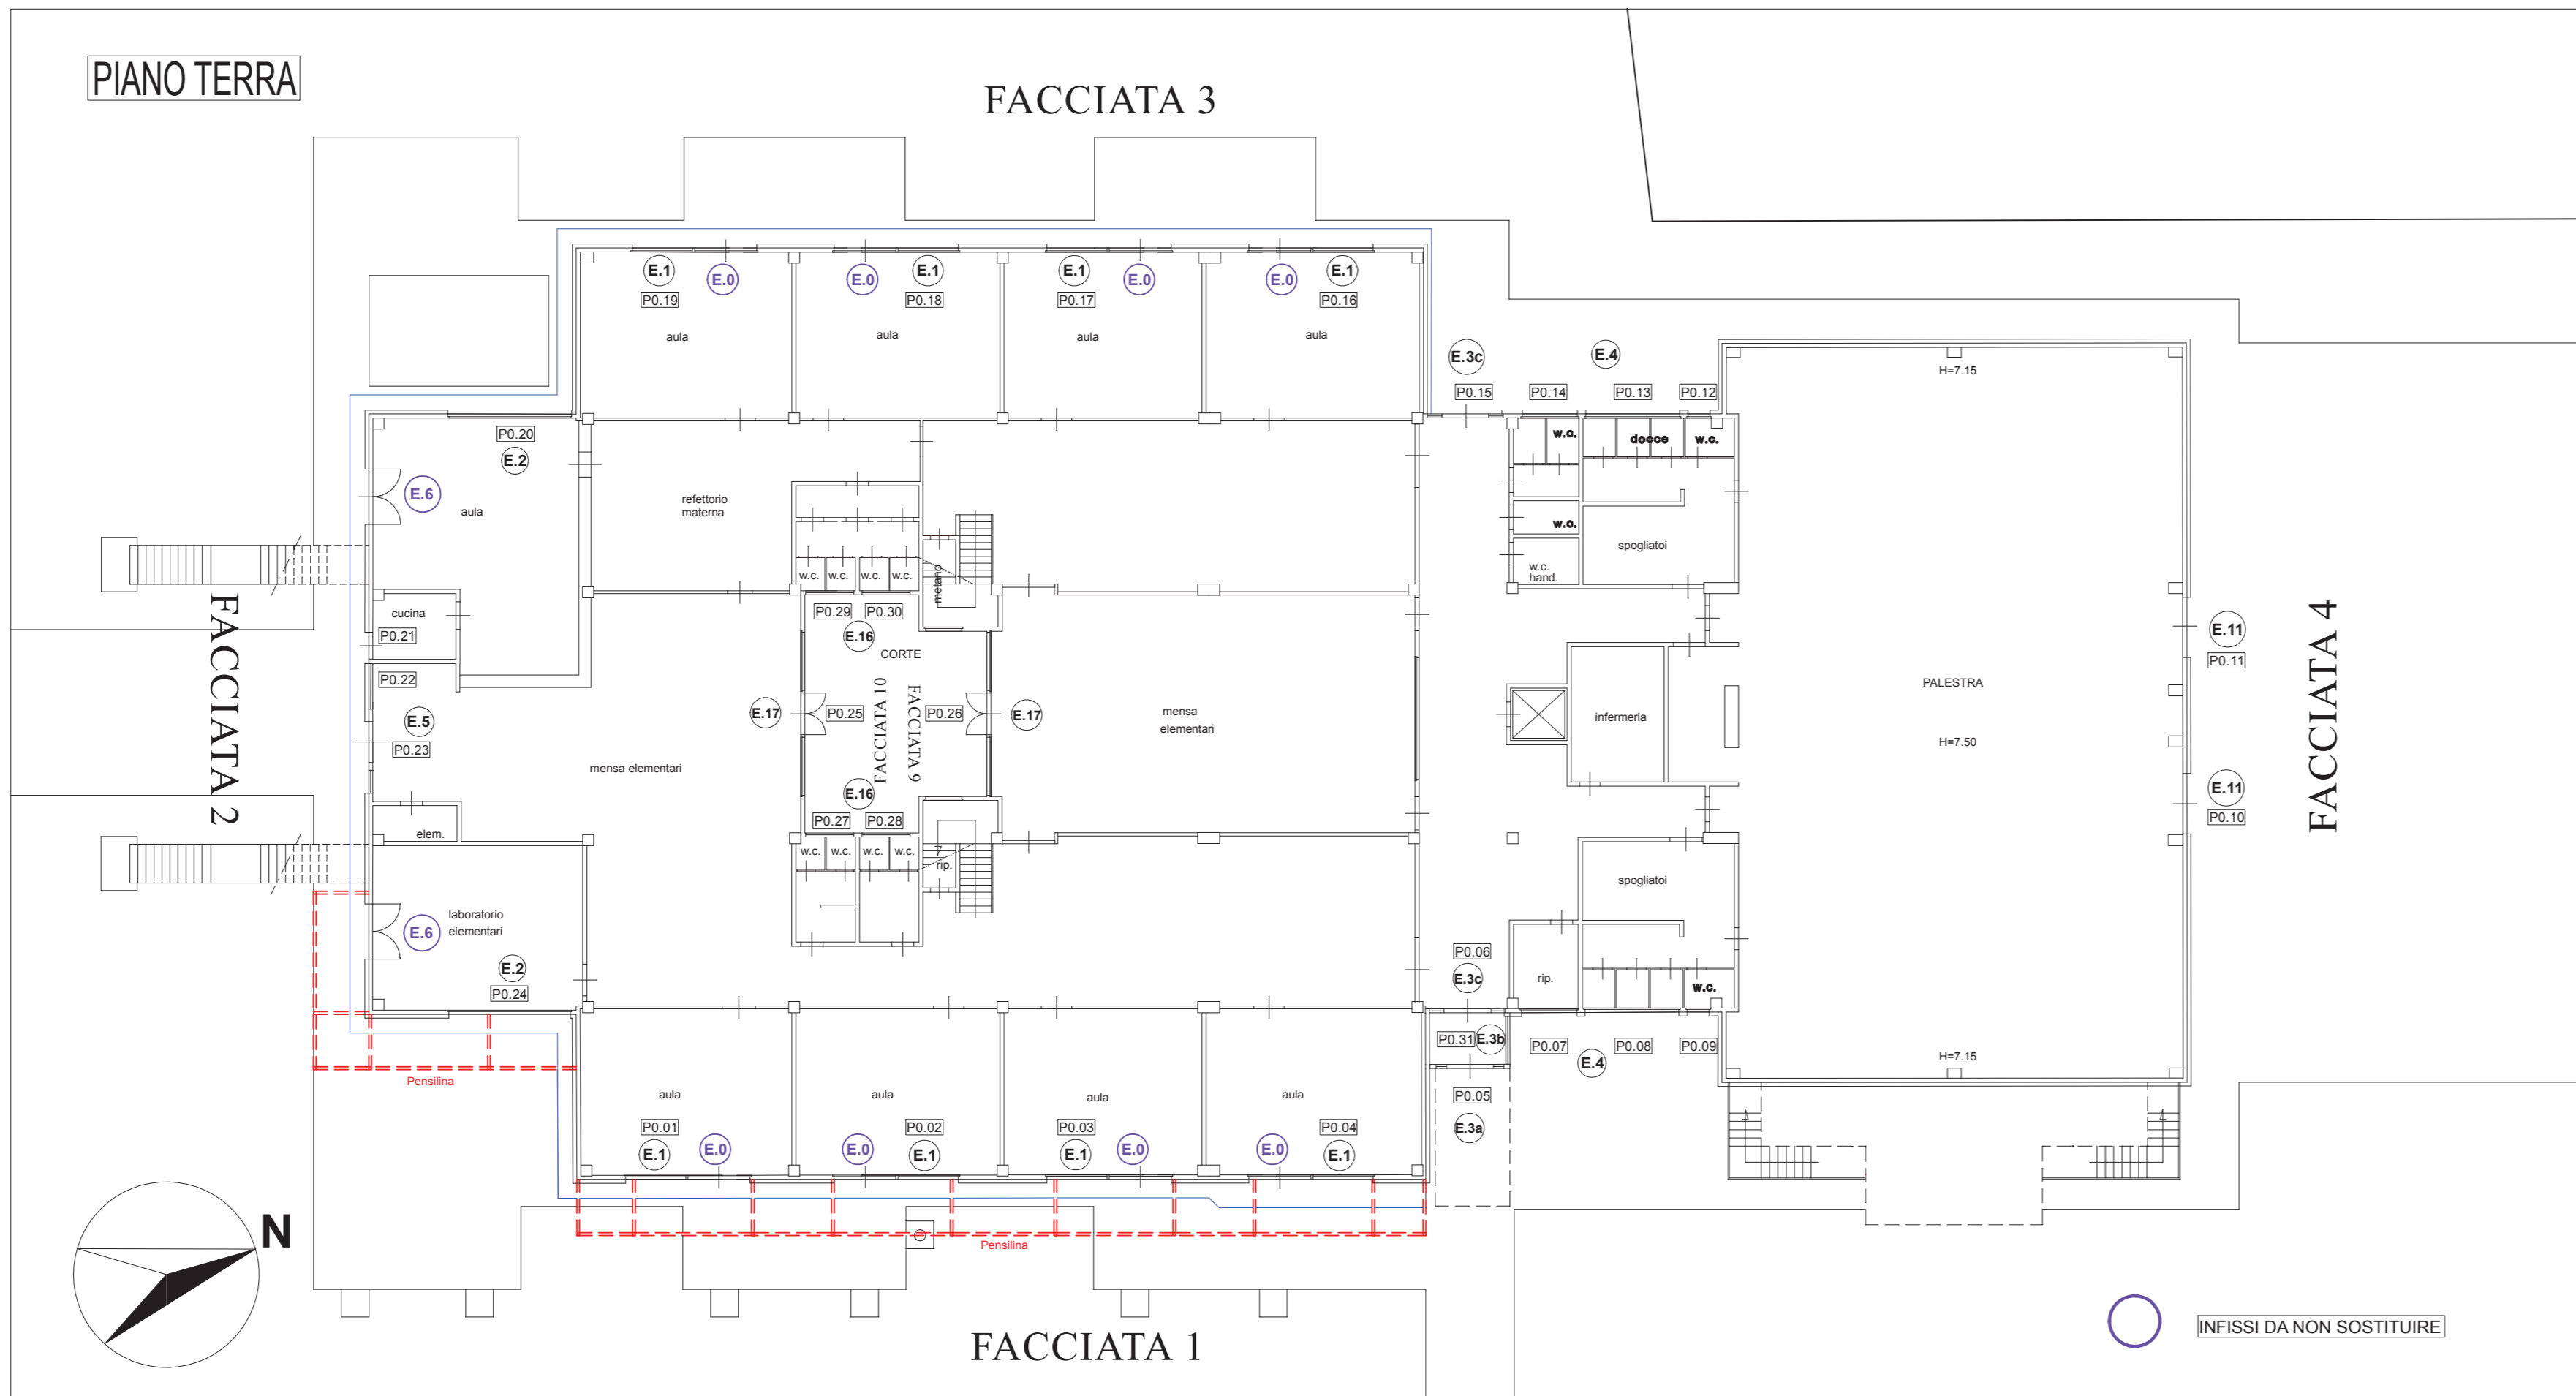 PIANO TERRA
FACCIATA 3
E.1
E.0
E.0
E.1
E.1
E.0
E.0
E.1
P0.19
P0.18
P0.17
P0.16
aula
aula
aula
aula
E.3c
E.4
H=7.15
P0.15
P0.14
P0.13
P0.12
P0.20
E.2
w.c.
docce
w.c.
E.6
aula
refettorio
materna
w.c.
spogliatoi
w.c.
hand.
w.c.
w.c.
w.c.
w.c.
metano
cucina
P0.21
P0.29
P0.30
E.16
CORTE
E.11
P0.11
FACCIATA 2
FACCIATA 4
P0.22
E.5
P0.23
E.17
P0.25
FACCIATA 10
FACCIATA 9
P0.26
E.17
mensa
elementari
infermeria
PALESTRA
H=7.50
mensa elementari
E.16
P0.27
P0.28
E.11
P0.10
elem.
w.c.
w.c.
w.c.
w.c.
rip.
spogliatoi
laboratorio
elementari
E.6
E.2
P0.24
P0.06
E.3c
rip.
w.c.
P0.31
E.3b
P0.07
P0.08
P0.09
E.4
H=7.15
Pensilina
aula
aula
aula
aula
P0.05
E.3a
P0.01
P0.02
P0.03
P0.04
E.1
E.0
E.0
E.1
E.1
E.0
E.0
E.1
Pensilina
N
FACCIATA 1
INFISSI DA NON SOSTITUIRE